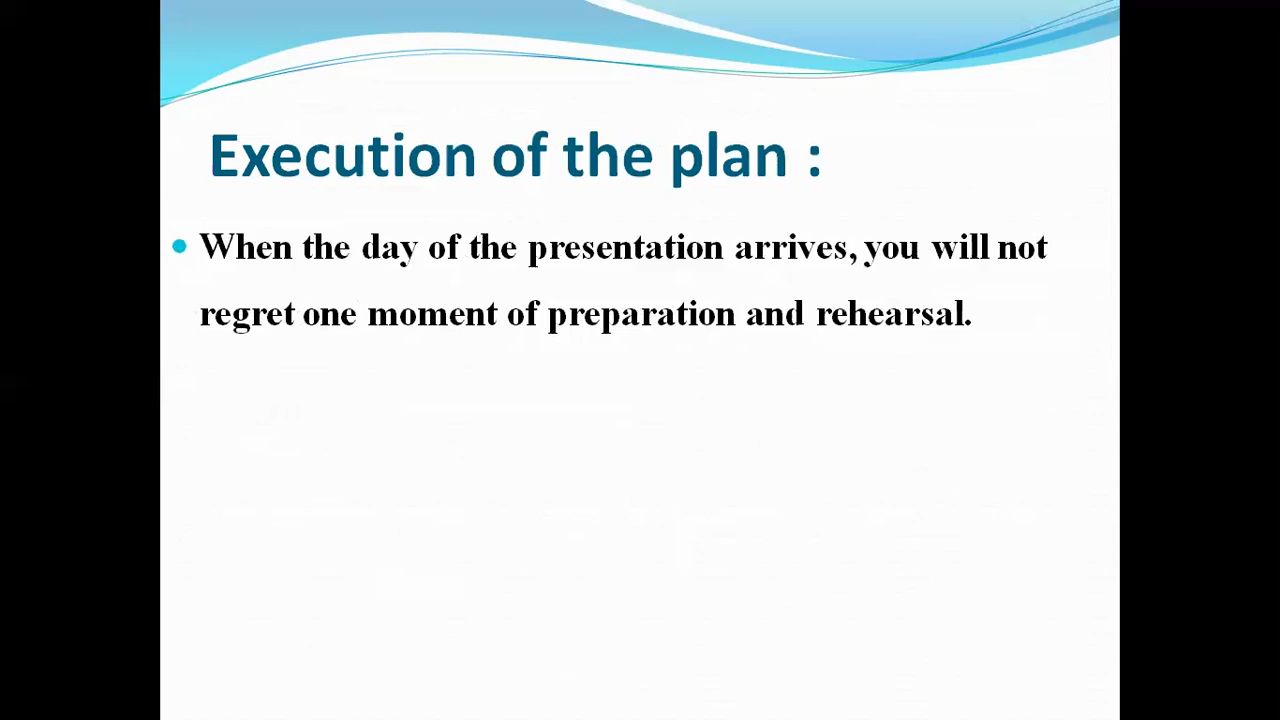 Execution of the plan :
• When the day of the presentation arrives, you will not
regret one moment of preparation and rehearsal.